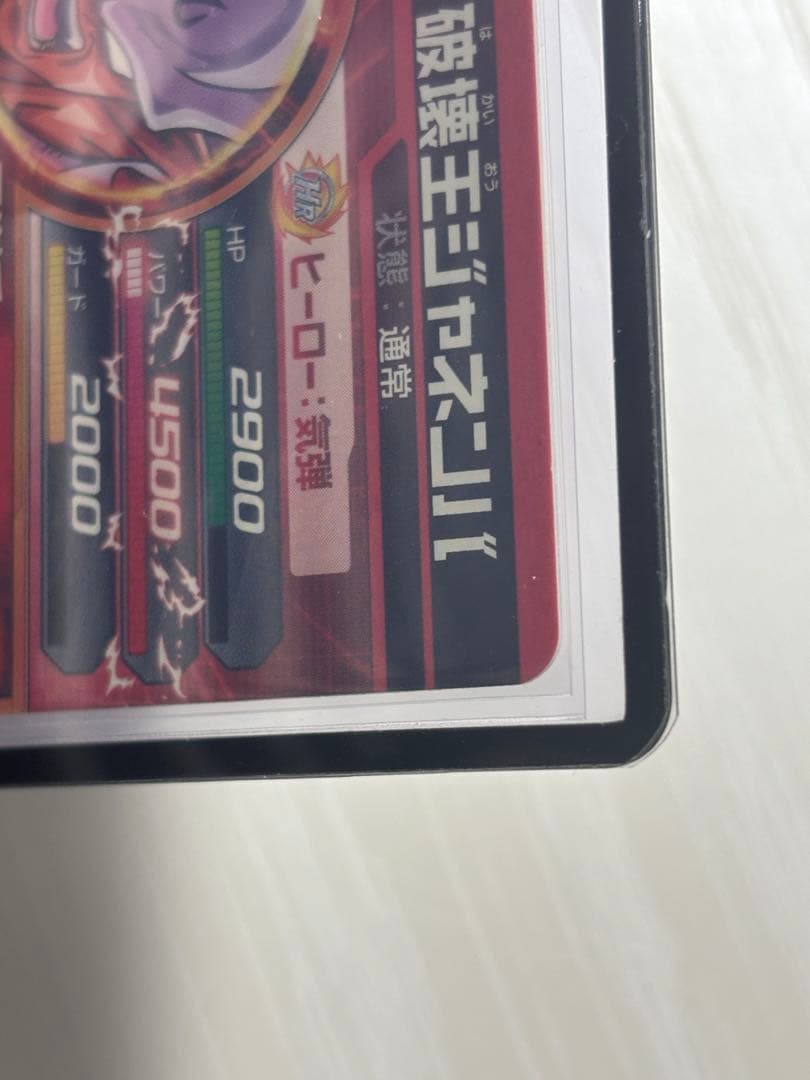 はかいおう
破壊王ジャネンバ
状態：通常
HR
ヒーロー：気弾
HP 2900
パワー 4500
ガード 2000